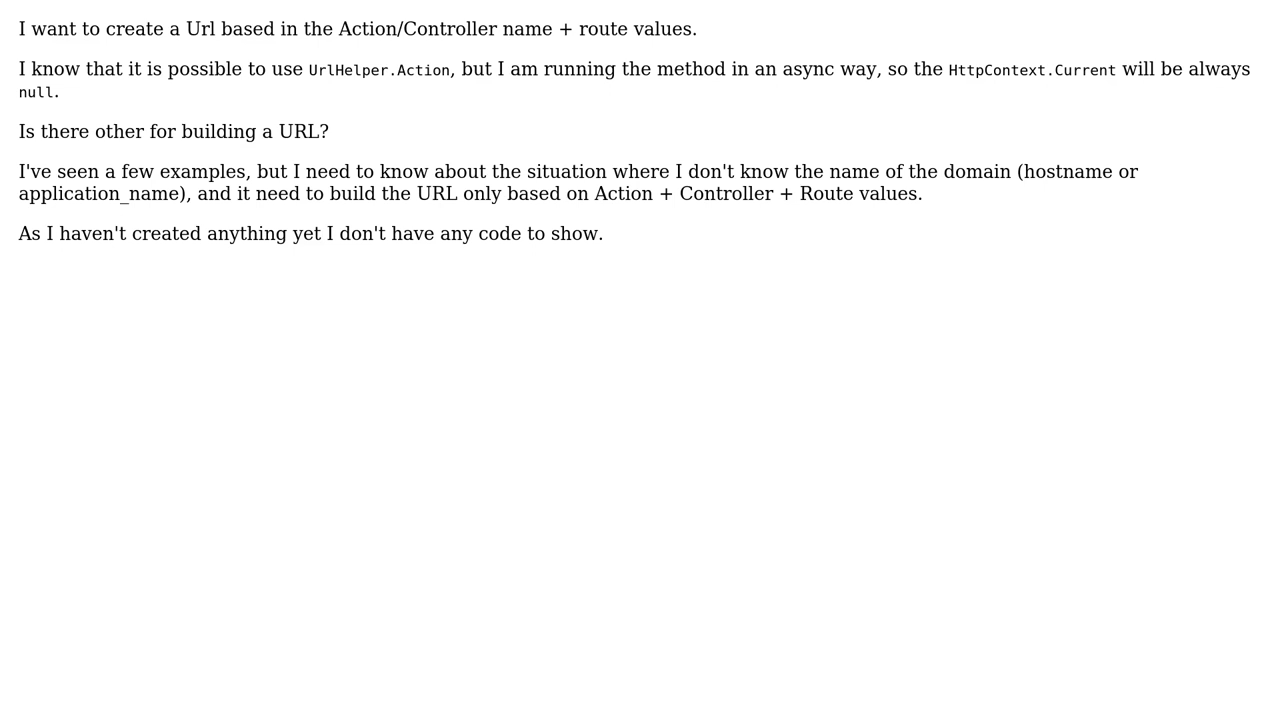 I want to create a Url based in the Action/Controller name + route values.
I know that it is possible to use UrlHelper.Action, but I am running the method in an async way, so the HttpContext.Current will be always
null.
Is there other for building a URL?
I've seen a few examples, but I need to know about the situation where I don't know the name of the domain (hostname or
application_name), and it need to build the URL only based on Action + Controller + Route values.
As I haven't created anything yet I don't have any code to show.